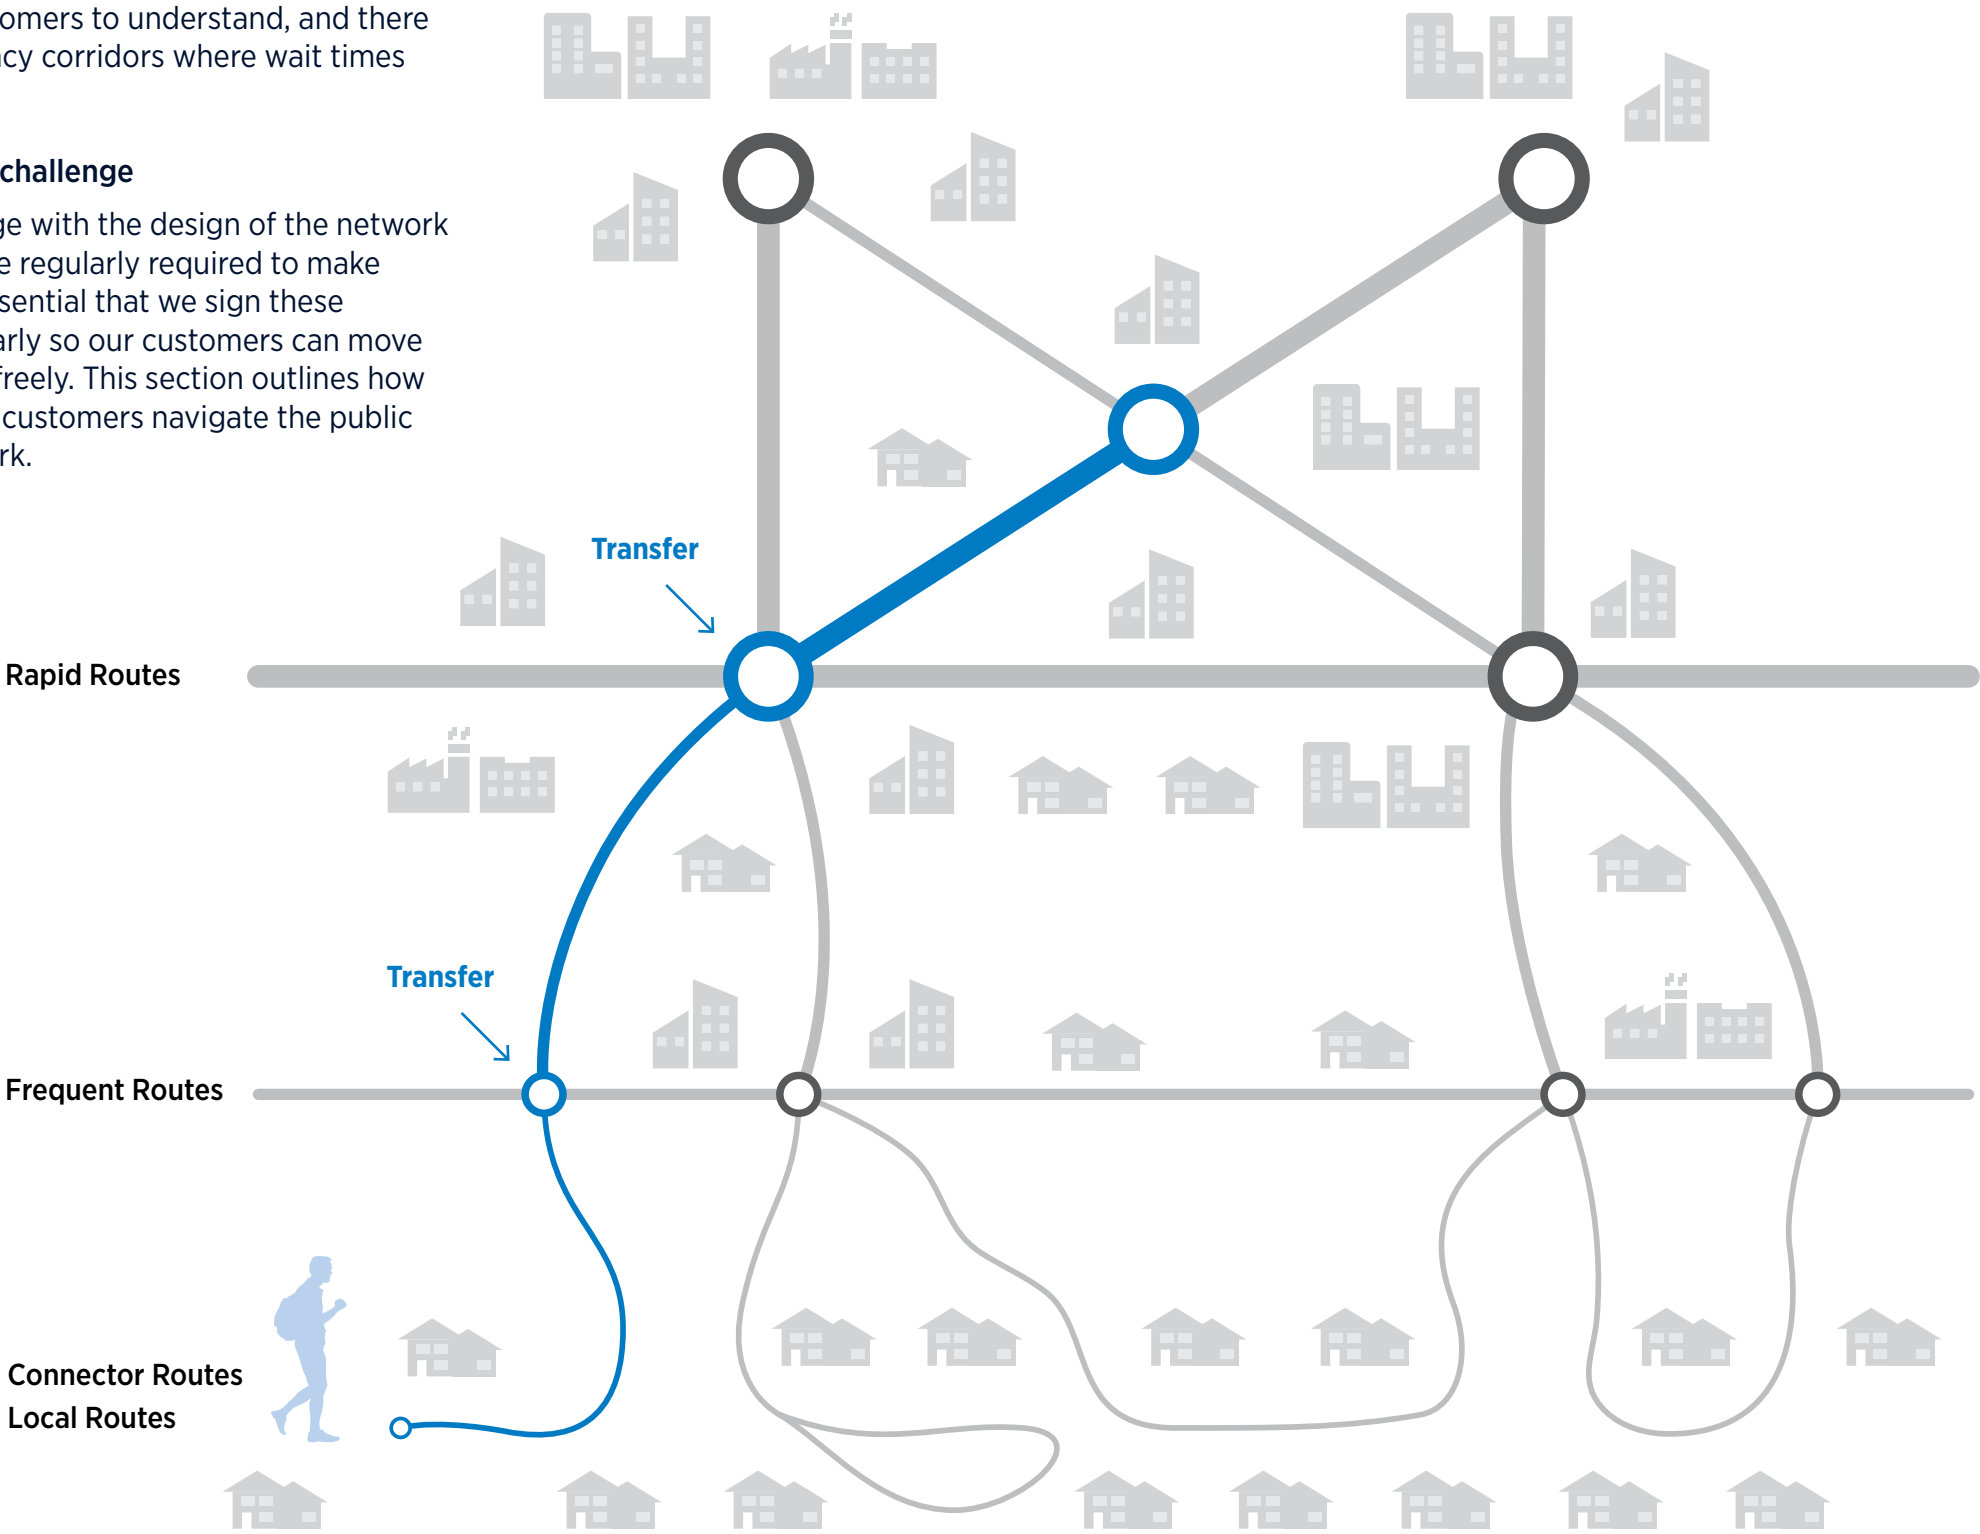 omers to understand, and there
cy corridors where wait times
challenge
ge with the design of the network
e regularly required to make
ssential that we sign these
arly so our customers can move
freely. This section outlines how
customers navigate the public
rk.
Transfer
Rapid Routes
Transfer
Frequent Routes
Connector Routes
Local Routes